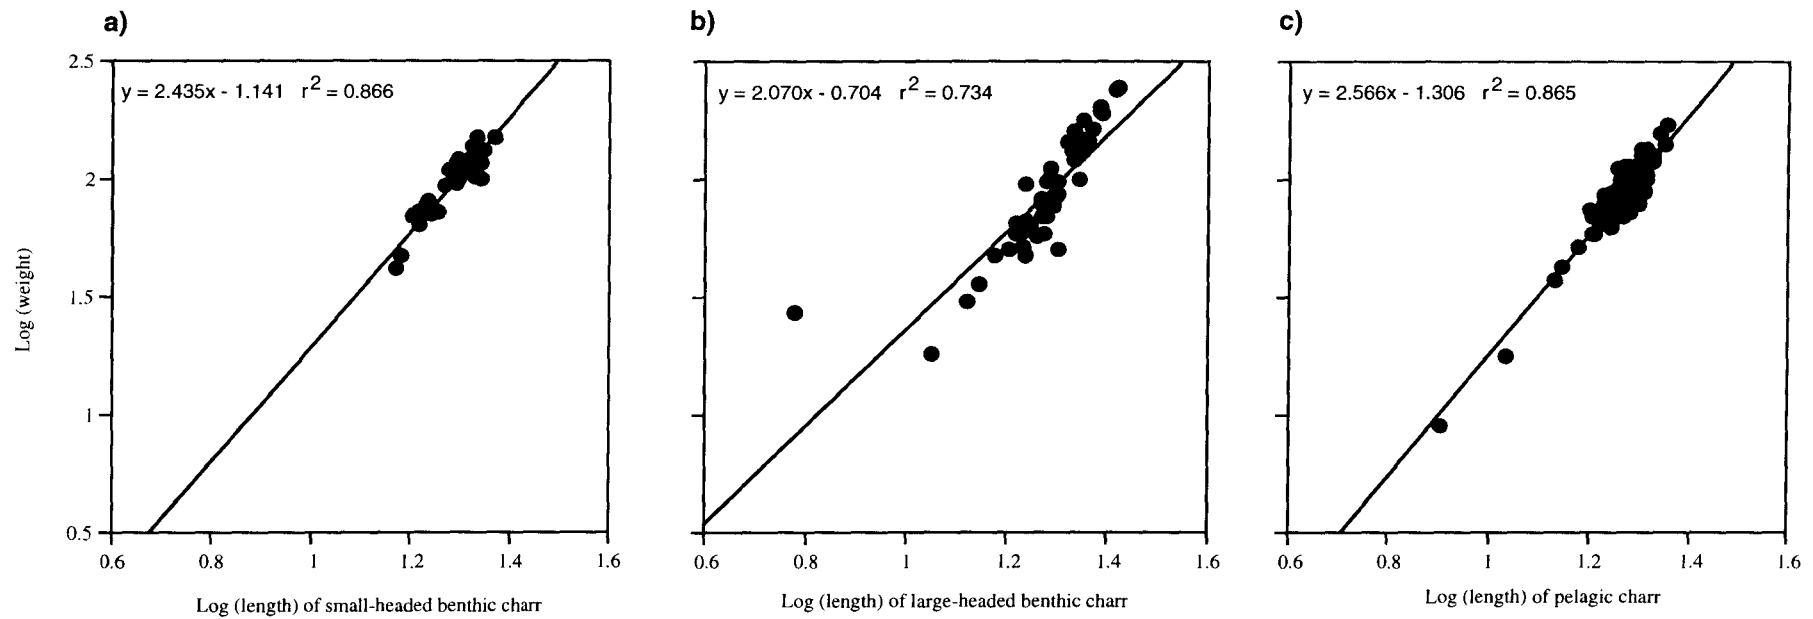 a)
b)
c)
y = 2.435x - 1.141 r2 = 0.866
y = 2.070x - 0.704 r2 = 0.734
y = 2.566x - 1.306 r2 = 0.865
Log (weight)
2.5
2
1.5
1
0.5
0.6 0.8 1 1.2 1.4 1.6
0.6 0.8 1 1.2 1.4 1.6
0.6 0.8 1 1.2 1.4 1.6
Log (length) of small-headed benthic charr
Log (length) of large-headed benthic charr
Log (length) of pelagic charr